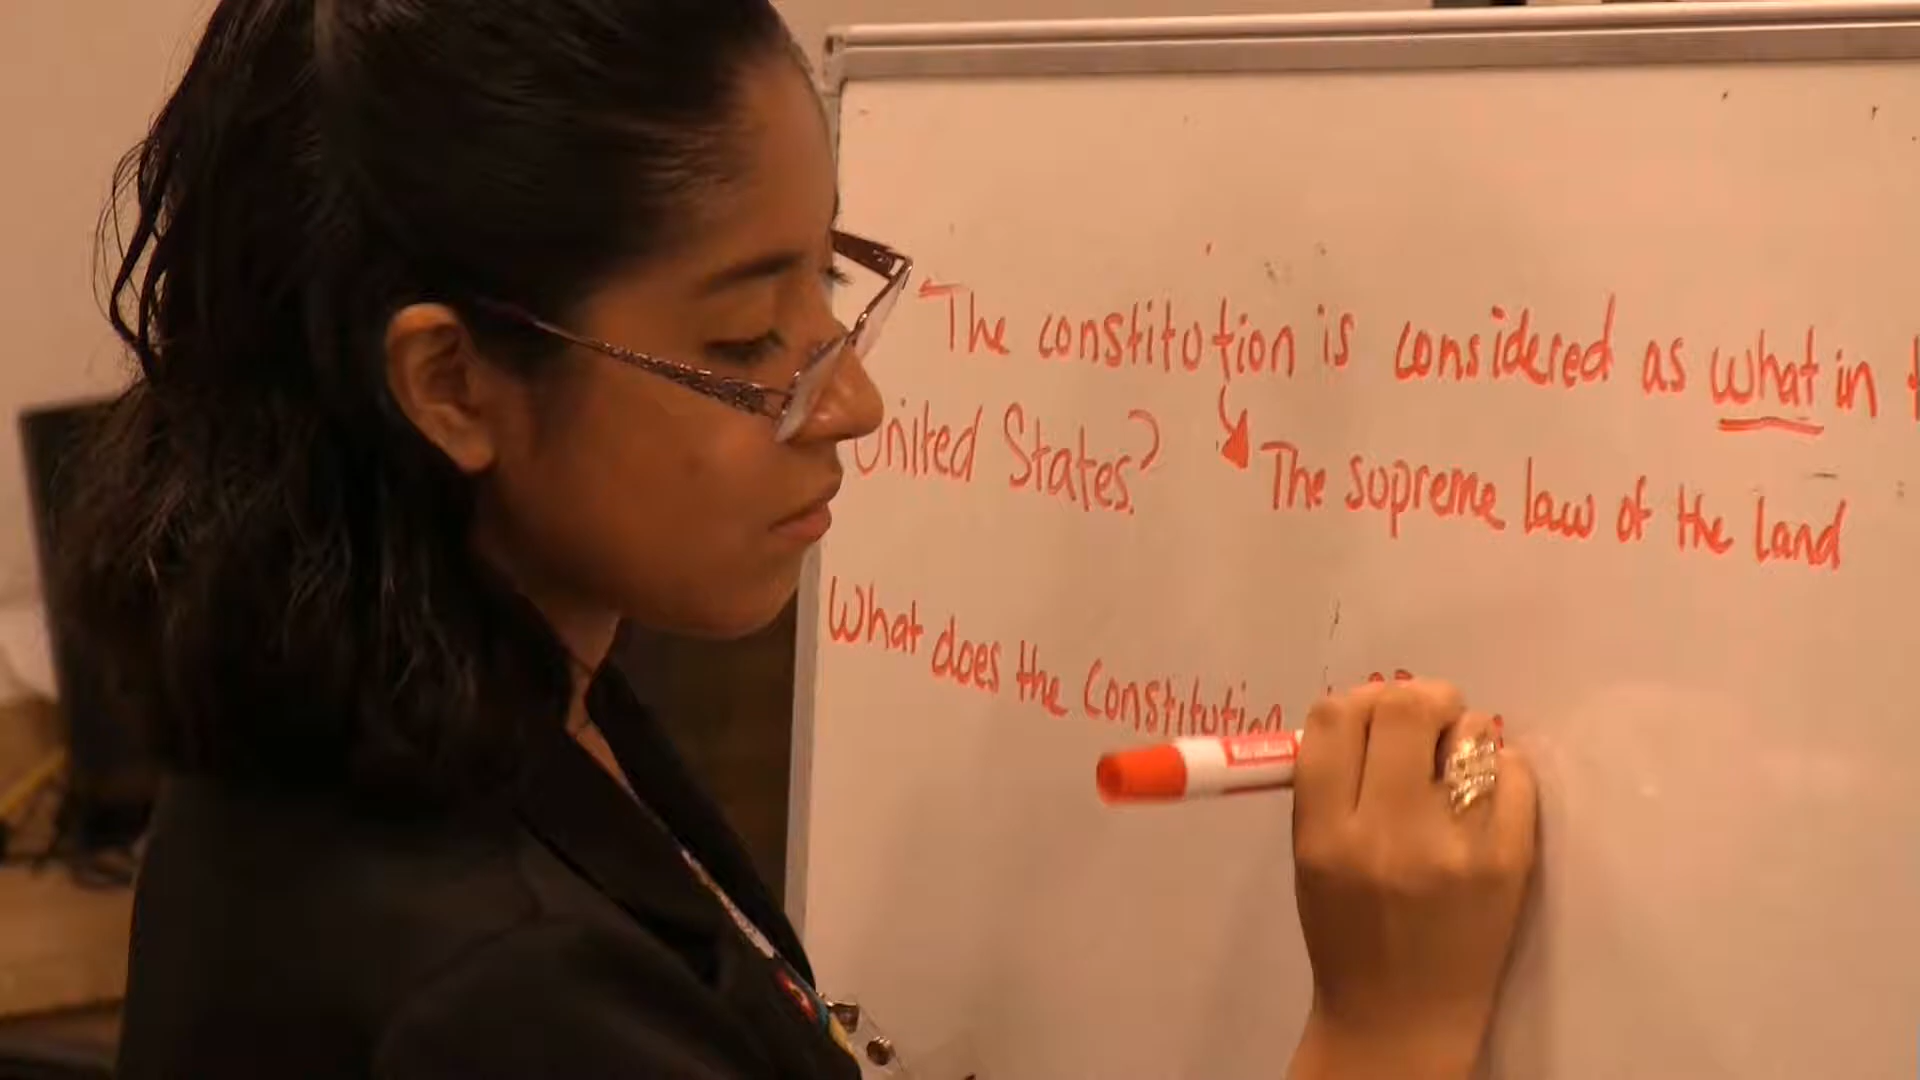 The constitution is considered as what in
United States?
The supreme law of the land
What does the Constitution